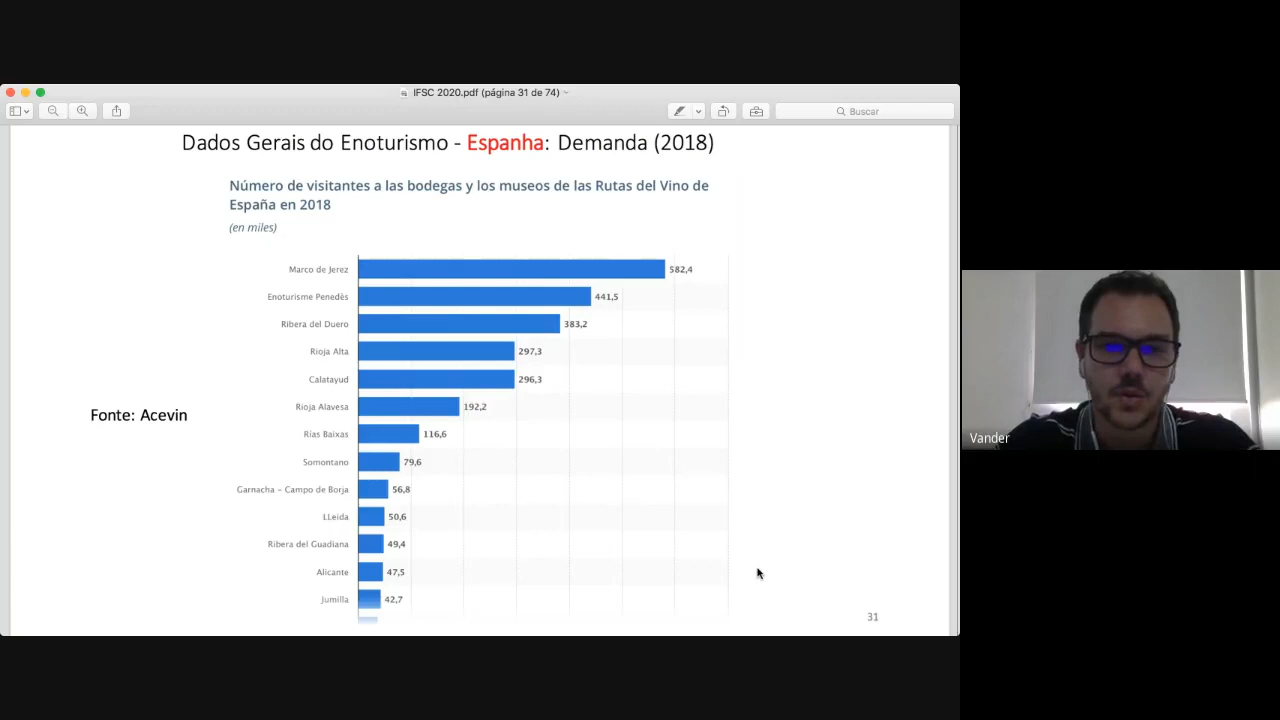 IFSC 2020.pdf (página 31 de 74)
Buscar
Dados Gerais do Enoturismo - Espanha: Demanda (2018)
Número de visitantes a las bodegas y los museos de las Rutas del Vino de
España en 2018
(en miles)
Marco de Jerez 582,4
Enoturisme Penedès 441,5
Ribera del Duero 383,2
Rioja Alta 297,3
Calatayud 296,3
Rioja Alavesa 192,2
Rías Baixas 116,6
Somontano 79,6
Garnacha – Campo de Borja 56,8
LLeida 50,6
Ribera del Guadiana 49,4
Alicante 47,5
Jumilla 42,7
Fonte: Acevin
31
Vander